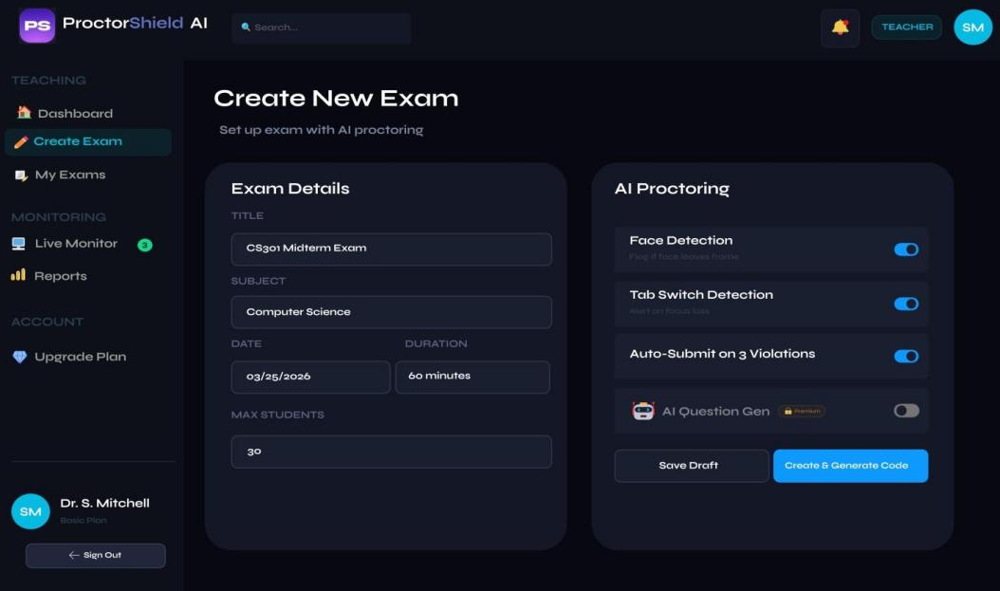 PS ProctorShield AI
Search...
TEACHER
SM
TEACHING
Dashboard
Create Exam
My Exams
MONITORING
Live Monitor 3
Reports
ACCOUNT
Upgrade Plan
SM
Dr. S. Mitchell
Basic Plan
← Sign Out
Create New Exam
Set up exam with AI proctoring
Exam Details
TITLE
CS301 Midterm Exam
SUBJECT
Computer Science
DATE DURATION
03/25/2026 60 minutes
MAX STUDENTS
30
AI Proctoring
Face Detection
Flag if face leaves frame
Tab Switch Detection
Alert on focus loss
Auto-Submit on 3 Violations
AI Question Gen Premium
Save Draft Create & Generate Code